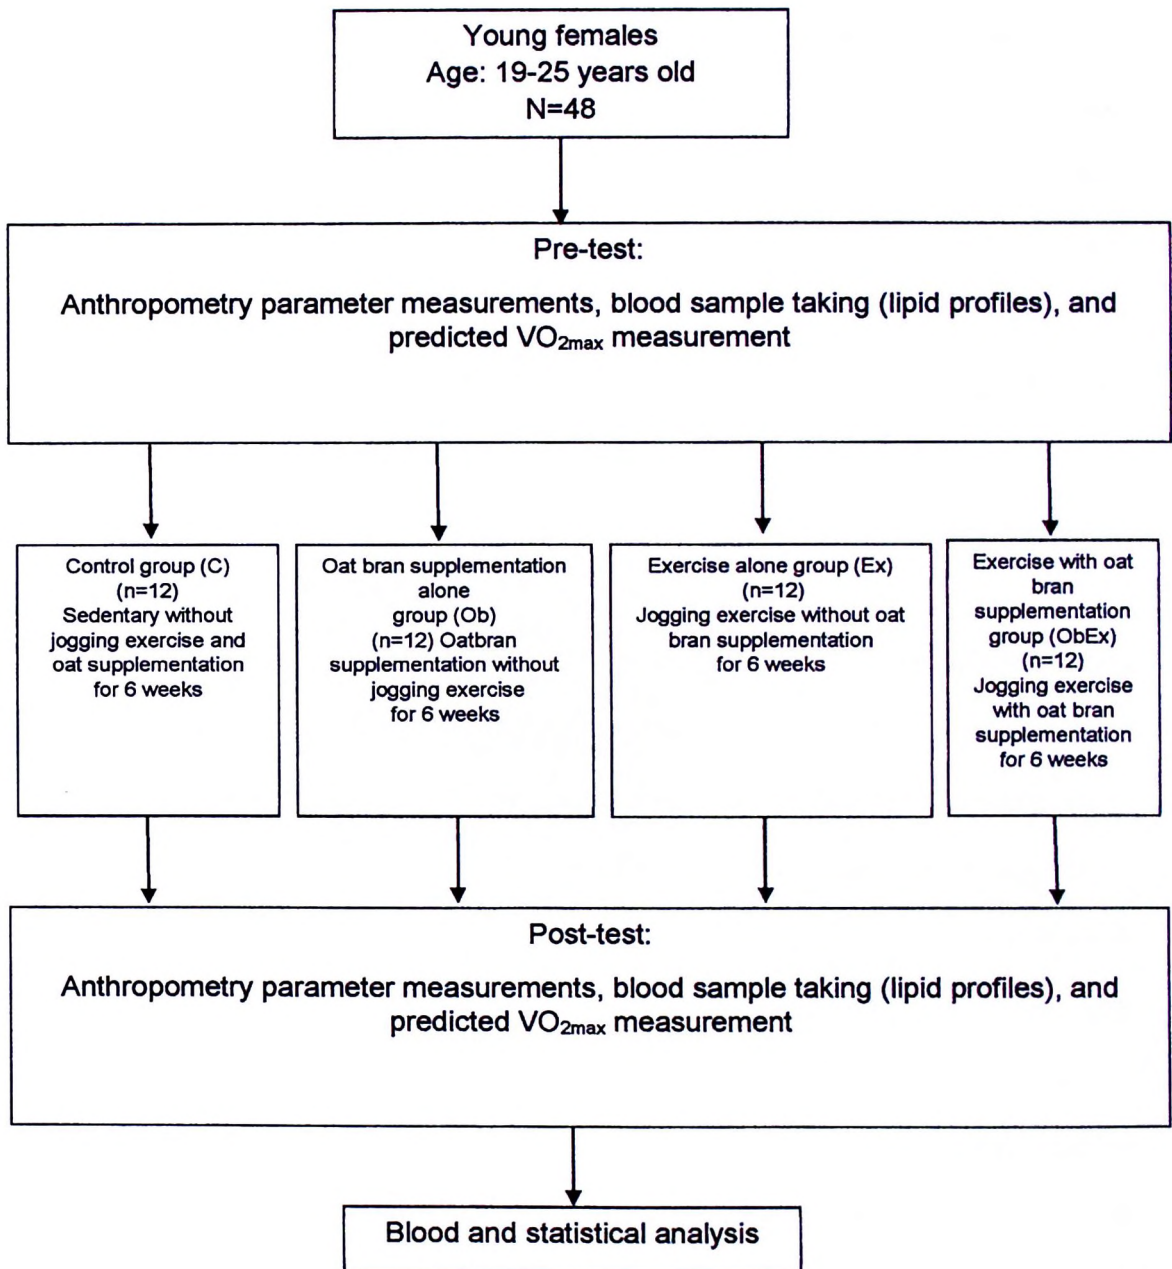 Young females
Age: 19-25 years old
N=48
Pre-test:
Anthropometry parameter measurements, blood sample taking (lipid profiles), and
predicted VO2max measurement
Control group (C)
(n=12)
Sedentary without
jogging exercise and
oat supplementation
for 6 weeks
Oat bran supplementation
alone
group (Ob)
(n=12) Oatbran
supplementation without
jogging exercise
for 6 weeks
Exercise alone group (Ex)
(n=12)
Jogging exercise without oat
bran supplementation
for 6 weeks
Exercise with oat
bran
supplementation
group (ObEx)
(n=12)
Jogging exercise
with oat bran
supplementation
for 6 weeks
Post-test:
Anthropometry parameter measurements, blood sample taking (lipid profiles), and
predicted VO2max measurement
Blood and statistical analysis